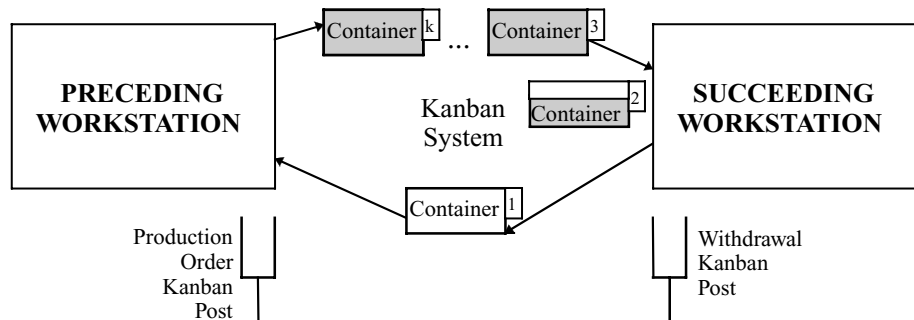 Container k ... Container 3
PRECEDING
WORKSTATION
Kanban
System
Container 2
SUCCEEDING
WORKSTATION
Container 1
Production
Order
Kanban
Post
Withdrawal
Kanban
Post